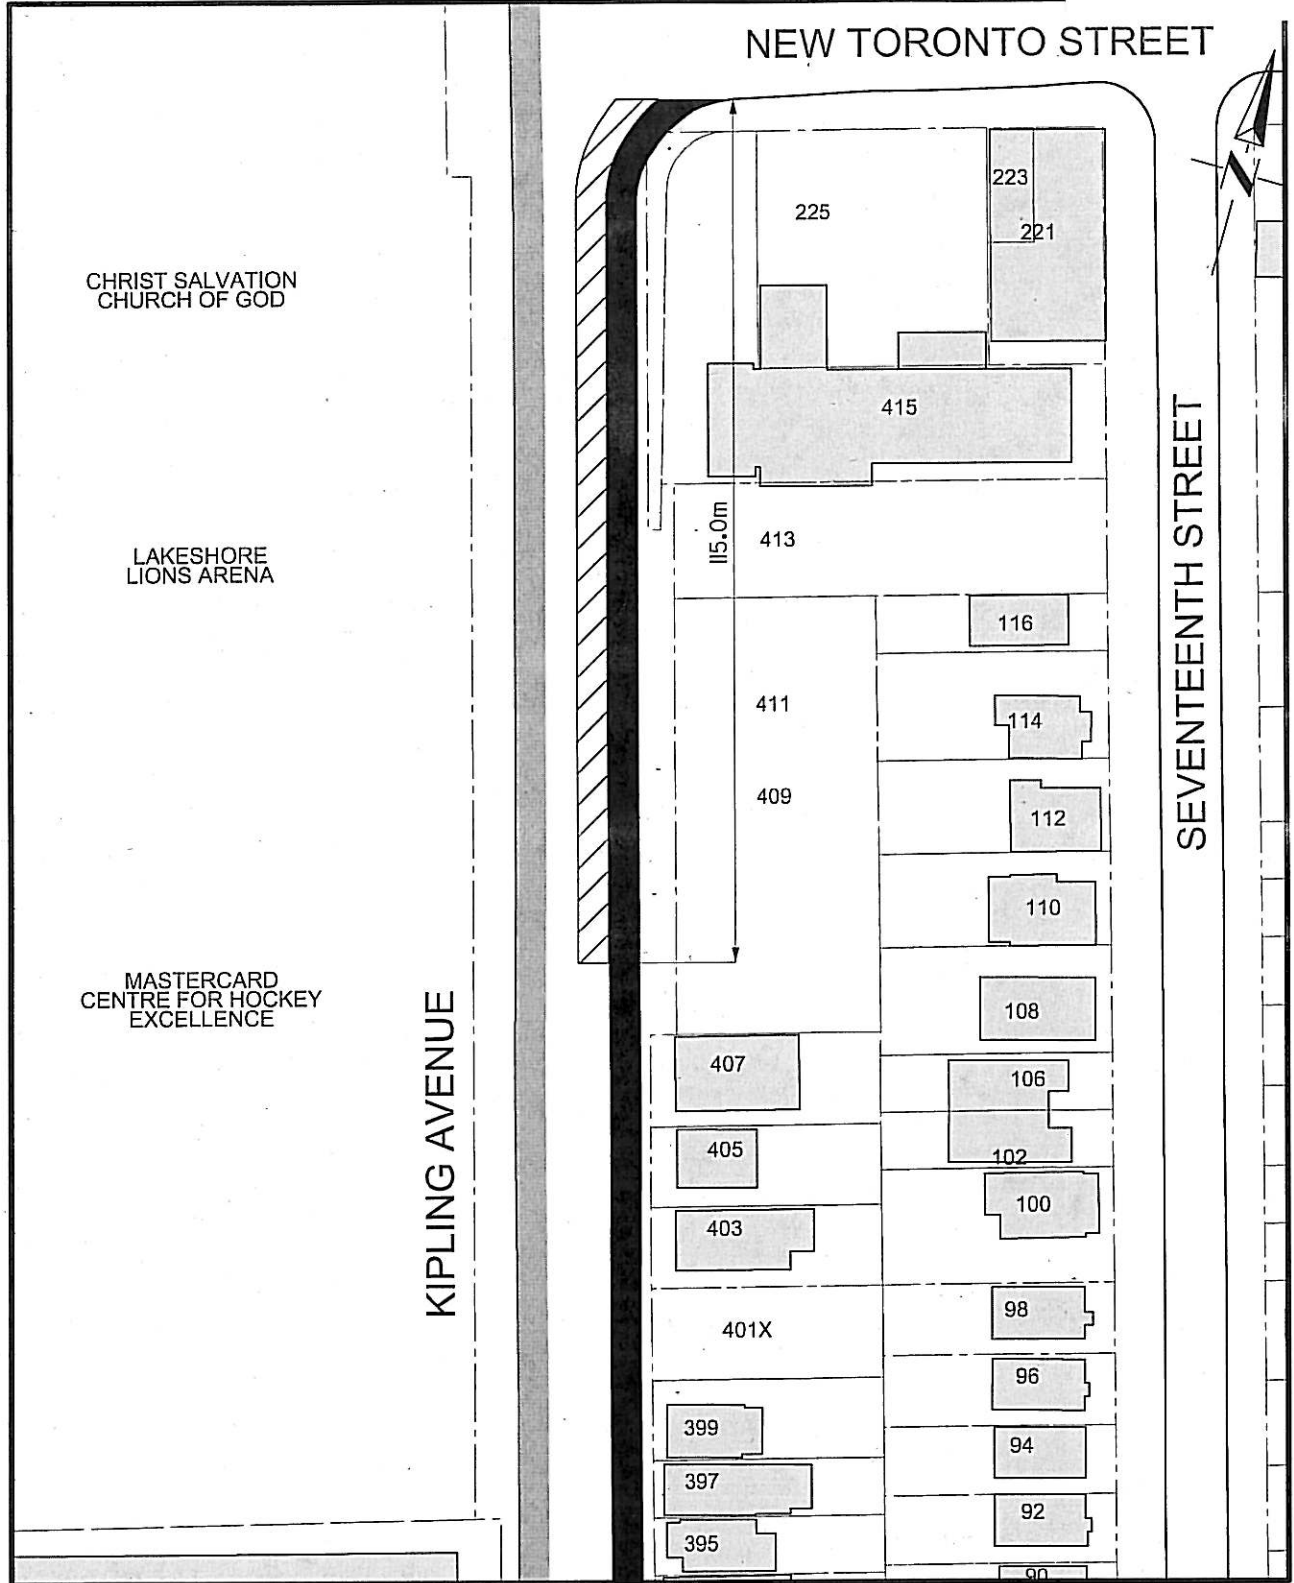 NEW TORONTO STREET
223
225
221
N
CHRIST SALVATION
CHURCH OF GOD
415
115.0m
413
LAKESHORE
LIONS ARENA
SEVENTEENTH STREET
116
411
114
409
112
110
MASTERCARD
CENTRE FOR HOCKEY
EXCELLENCE
KIPLING AVENUE
108
407
106
405
102
100
403
98
401X
96
399
94
397
92
395
90